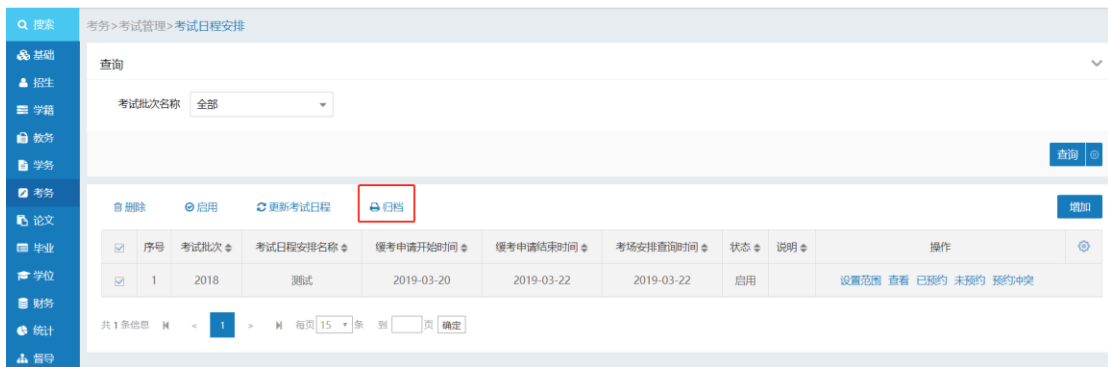 搜索
考务>考试管理>考试日程安排
基础
招生
学籍
教务
学务
考务
论文
毕业
学位
财务
统计
督导
查询
考试批次名称 全部
查询
删除 启用 更新考试日程 归档 增加
序号 考试批次 考试日程安排名称 缓考申请开始时间 缓考申请结束时间 考场安排查询时间 状态 说明 操作
1 2018 测试 2019-03-20 2019-03-22 2019-03-22 启用 设置范围 查看 已预约 未预约 预约冲突
共1条信息 < 1 > 每页 15 条 到 页 确定